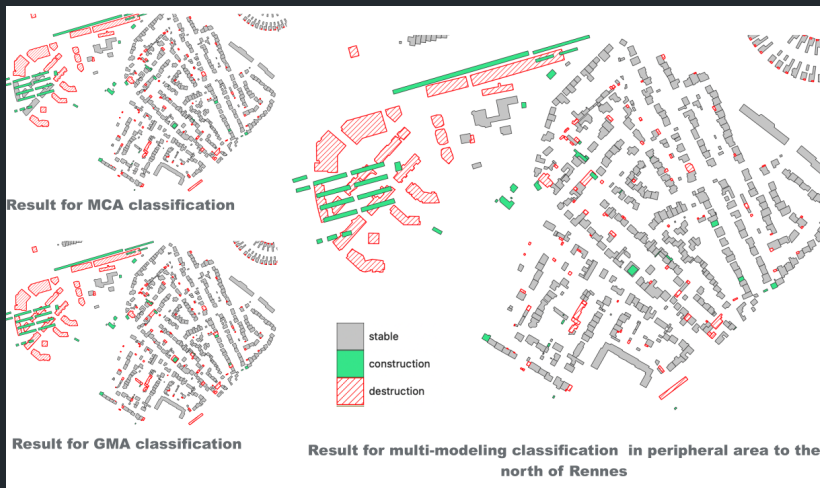 Result for MCA classification
Result for GMA classification
stable
construction
destruction
Result for multi-modeling classification in peripheral area to the
north of Rennes